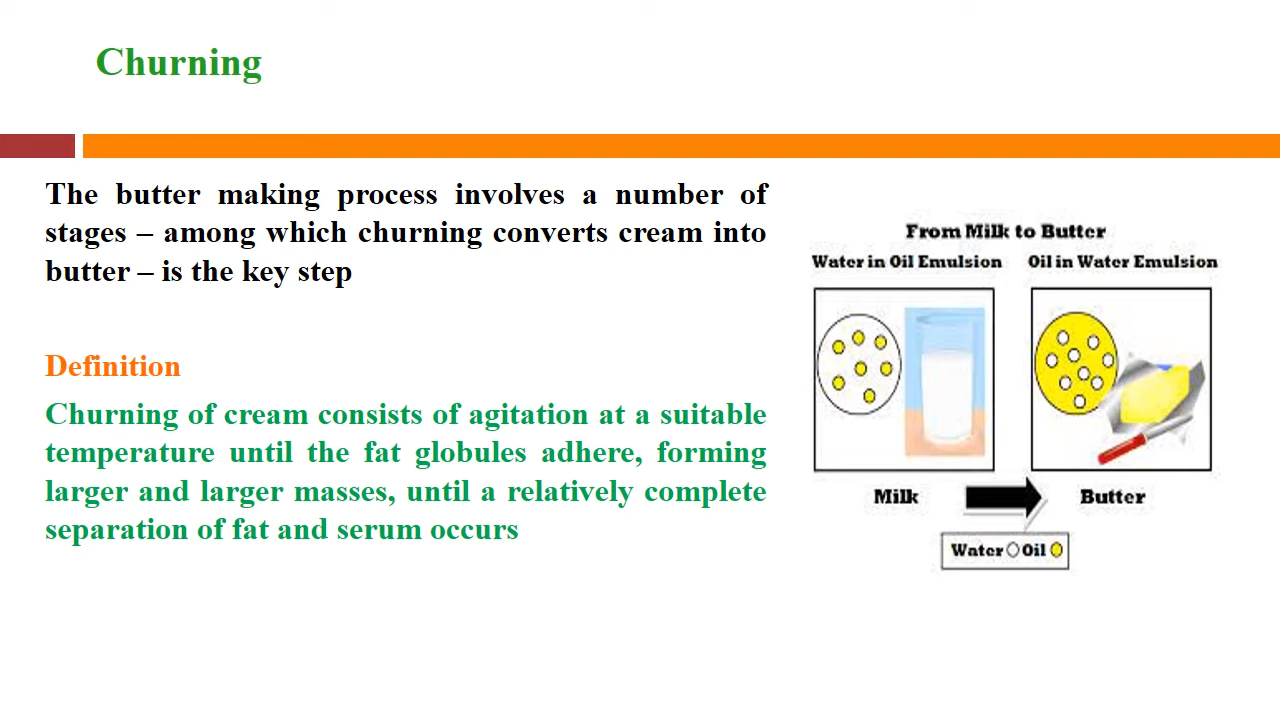 Churning
The butter making process involves a number of
stages – among which churning converts cream into
butter – is the key step
Definition
Churning of cream consists of agitation at a suitable
temperature until the fat globules adhere, forming
larger and larger masses, until a relatively complete
separation of fat and serum occurs
From Milk to Butter
Water in Oil Emulsion
Oil in Water Emulsion
Milk
Butter
Water Oil